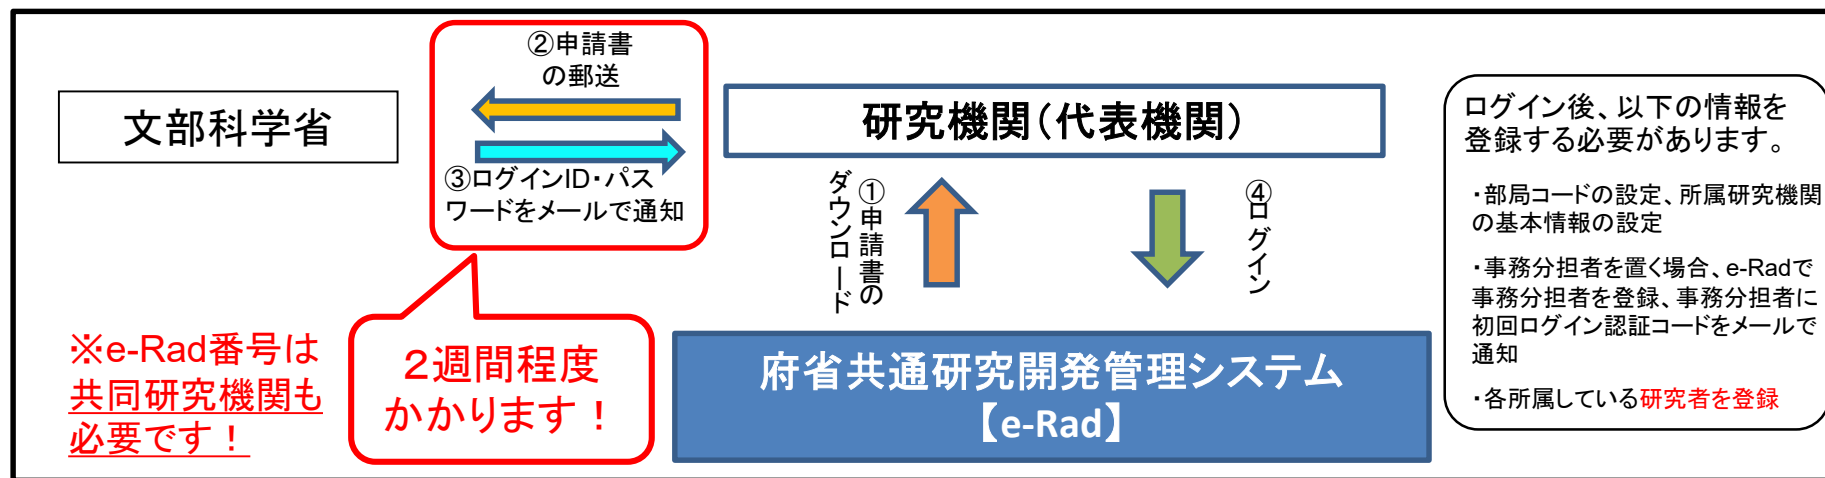 ②申請書
の郵送
文部科学省
研究機関（代表機関）
③ログインID・パス
ワードをメールで通知
①申請書の
ダウンロード
④ログイン
※e-Rad番号は
共同研究機関も
必要です！
２週間程度
かかります！
府省共通研究開発管理システム
【e-Rad】
ログイン後、以下の情報を
登録する必要があります。
・部局コードの設定、所属研究機関
の基本情報の設定
・事務分担者を置く場合、e-Radで
事務分担者を登録、事務分担者に
初回ログイン認証コードをメールで
通知
・各所属している研究者を登録